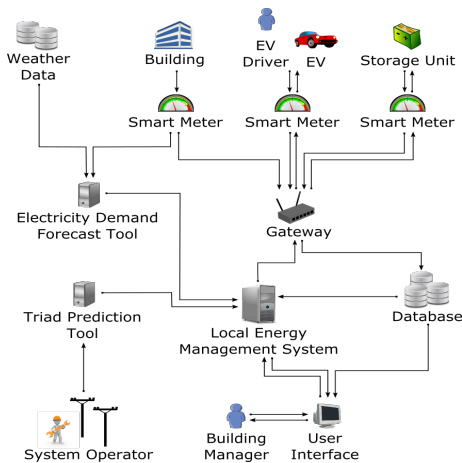 Weather
Data
Building
EV
Driver
EV
Storage Unit
Smart Meter
Smart Meter
Smart Meter
Electricity Demand
Forecast Tool
Gateway
Triad Prediction
Tool
Local Energy
Management System
Database
System Operator
Building
Manager
User
Interface